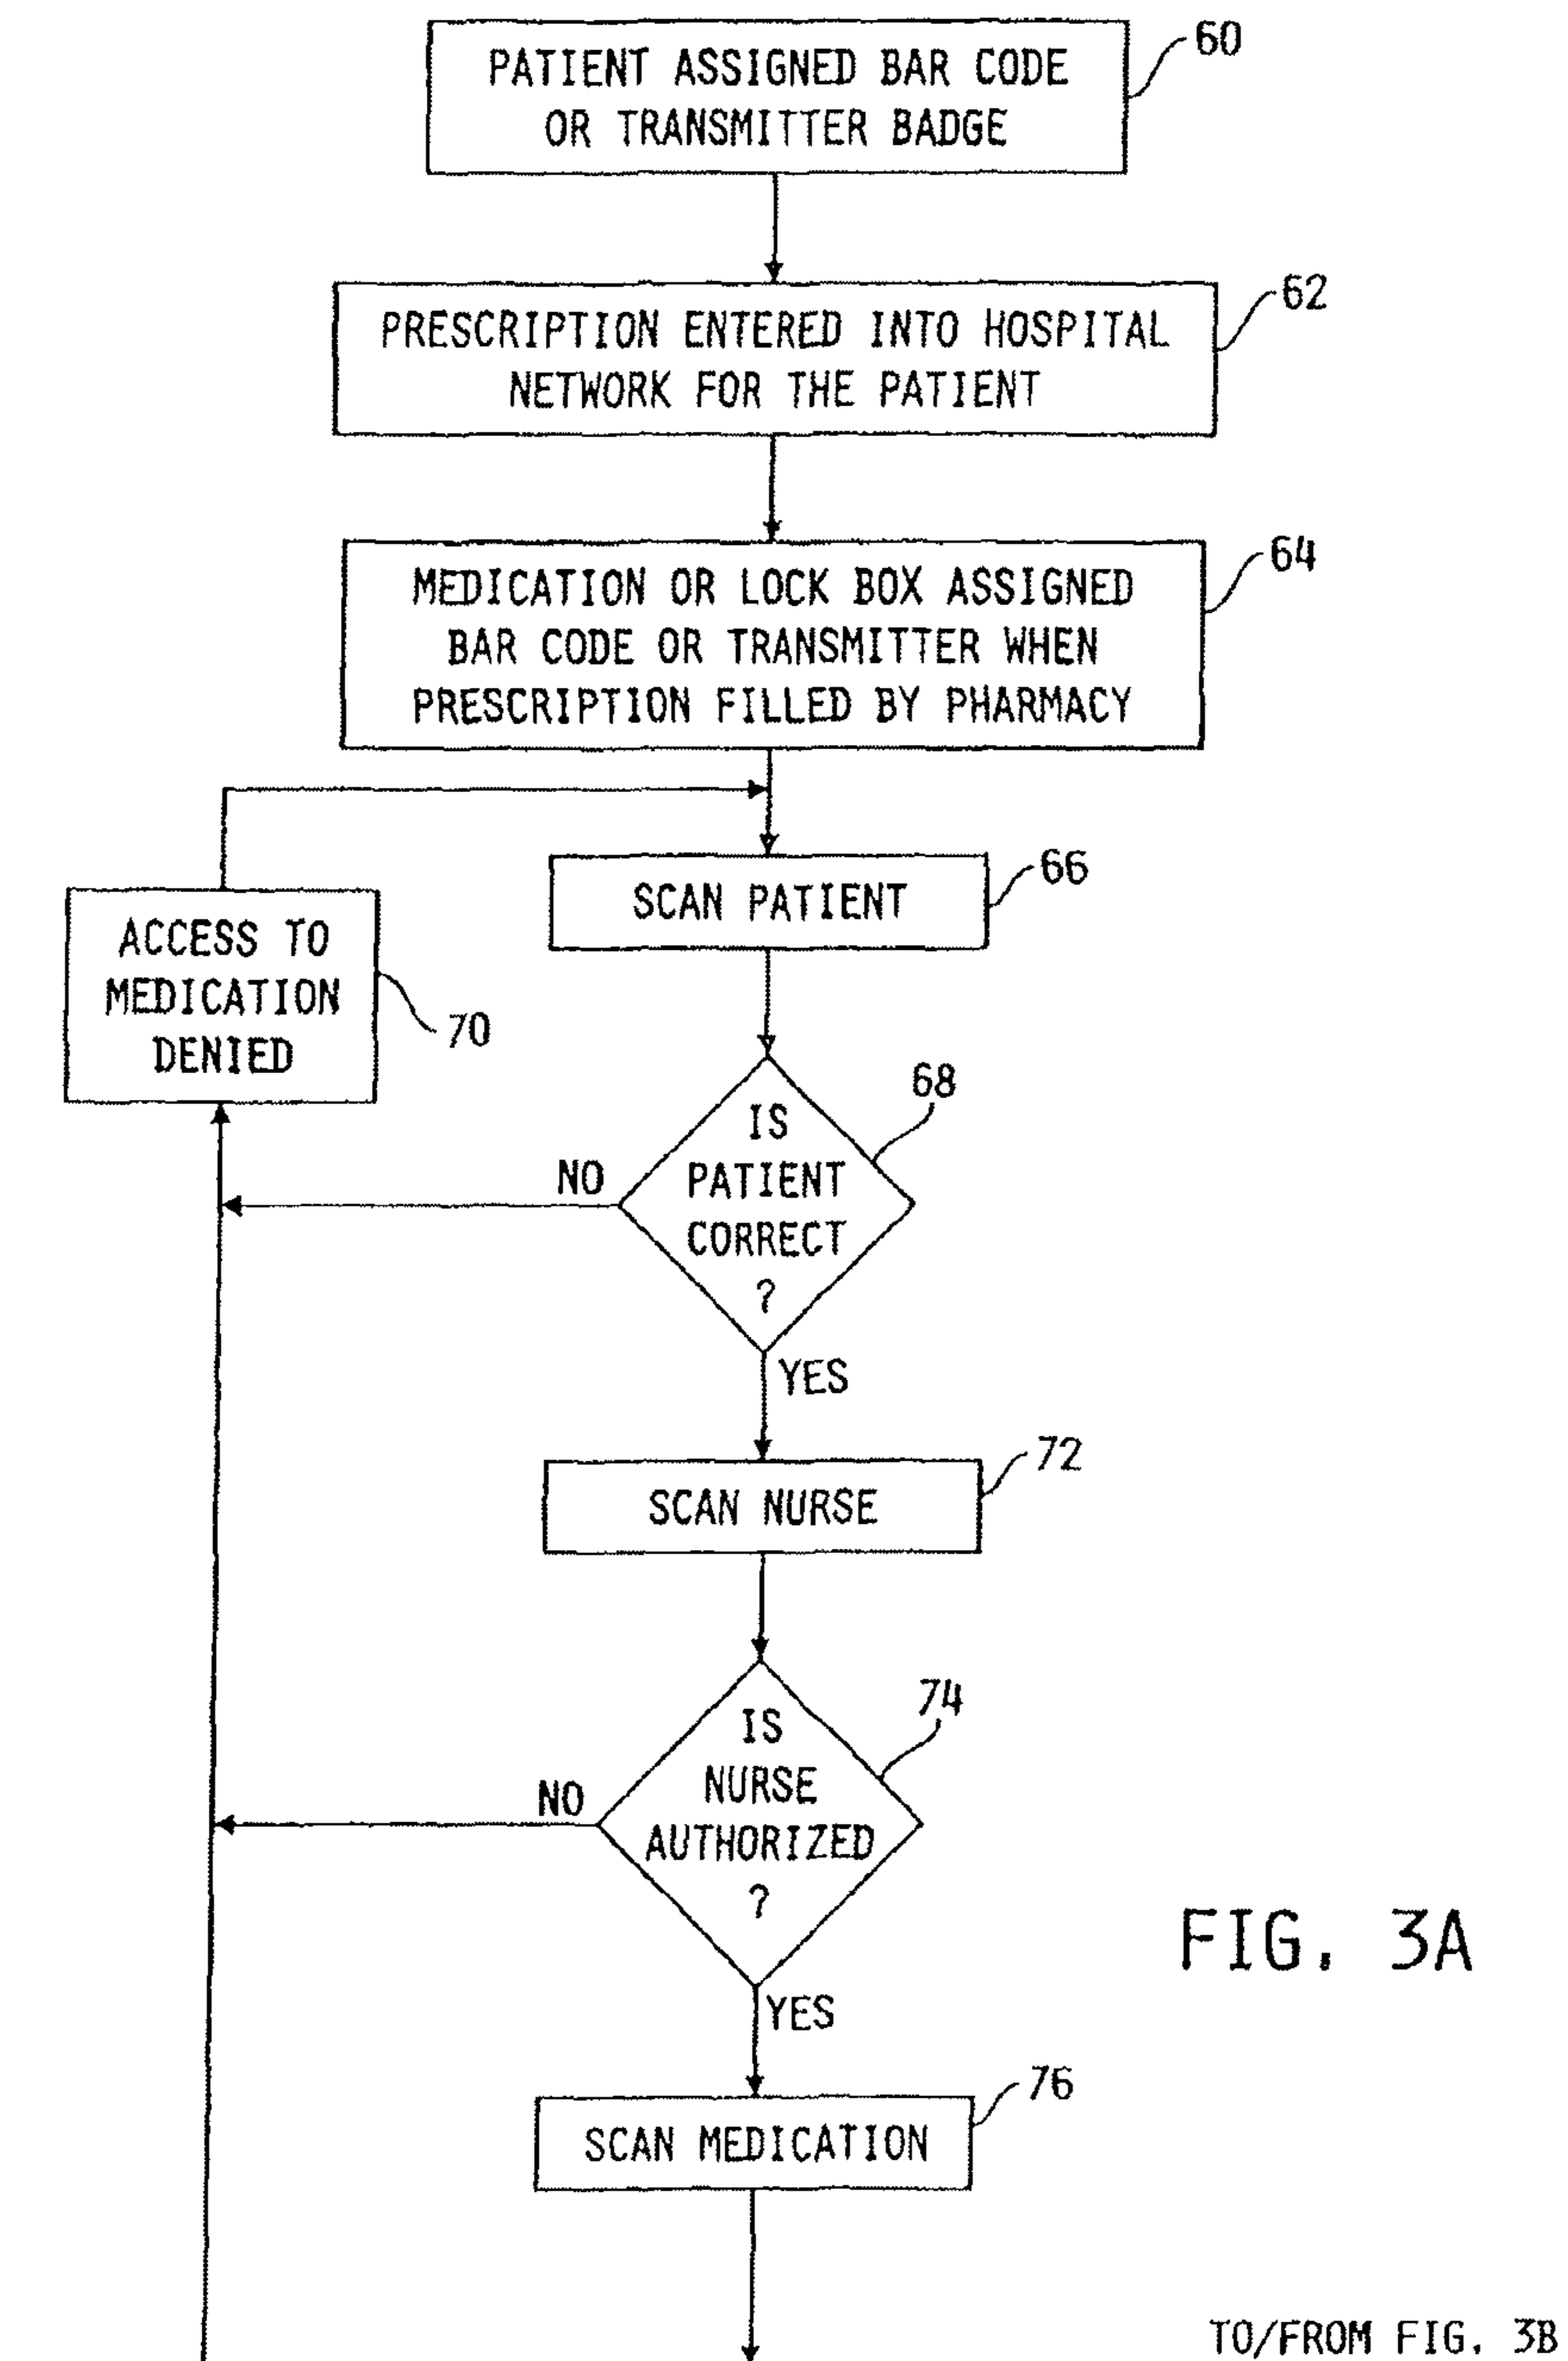 PATIENT ASSIGNED BAR CODE
OR TRANSMITTER BADGE
60
PRESCRIPTION ENTERED INTO HOSPITAL
NETWORK FOR THE PATIENT
62
MEDICATION OR LOCK BOX ASSIGNED
BAR CODE OR TRANSMITTER WHEN
PRESCRIPTION FILLED BY PHARMACY
64
SCAN PATIENT
66
ACCESS TO
MEDICATION
DENIED
70
IS
PATIENT
CORRECT
?
68
NO
YES
SCAN NURSE
72
IS
NURSE
AUTHORIZED
?
74
NO
YES
SCAN MEDICATION
76
FIG. 3A
TO/FROM FIG. 3B